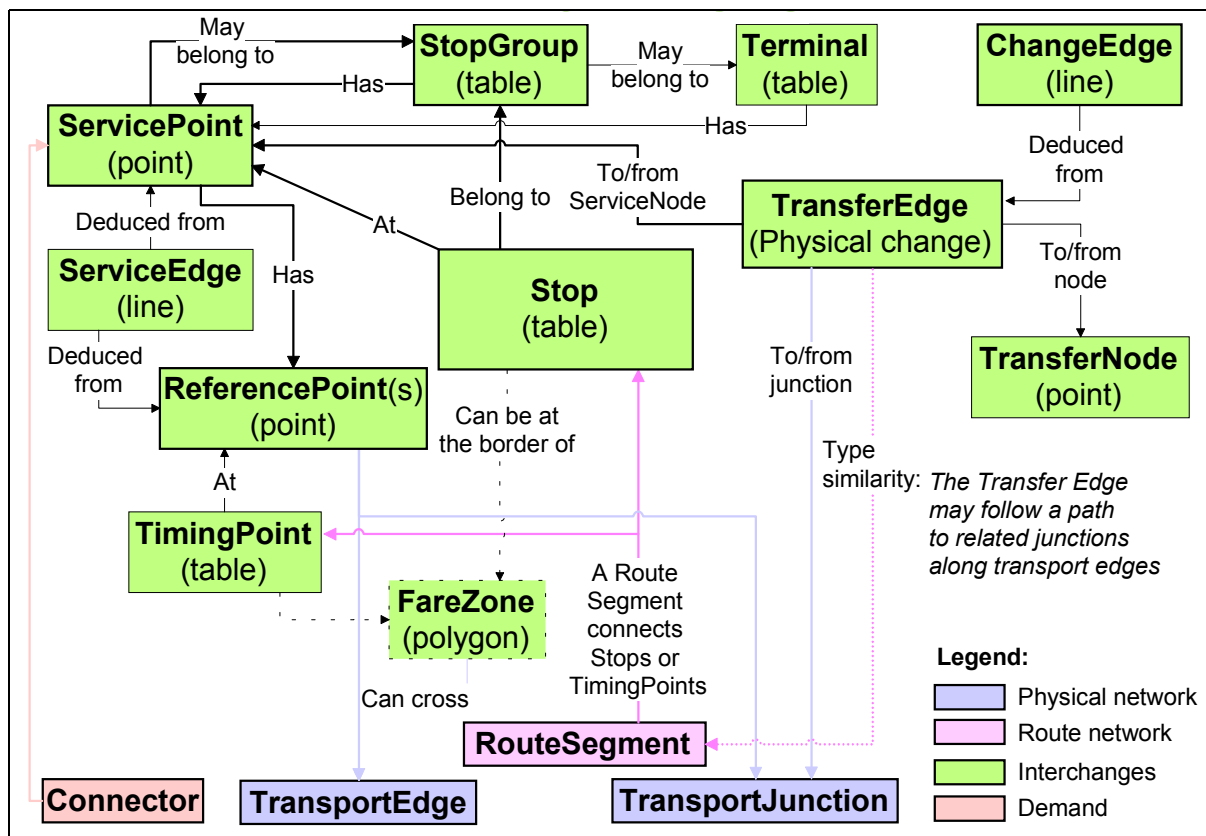 May
belong to
StopGroup
(table)
May
belong to
Terminal
(table)
ChangeEdge
(line)
Has
Has
ServicePoint
(point)
To/from
ServiceNode
Deduced
from
Belong to
TransferEdge
(Physical change)
Deduced from
At
ServiceEdge
(line)
Has
Stop
(table)
To/from
node
Deduced
from
To/from
junction
TransferNode
(point)
ReferencePoint(s)
(point)
Can be at
the border of
Type
similarity:
The Transfer Edge
may follow a path
to related junctions
along transport edges
At
TimingPoint
(table)
FareZone
(polygon)
A Route
Segment
connects
Stops or
TimingPoints
Can cross
Legend:
Physical network
Route network
Interchanges
Demand
RouteSegment
Connector
TransportEdge
TransportJunction